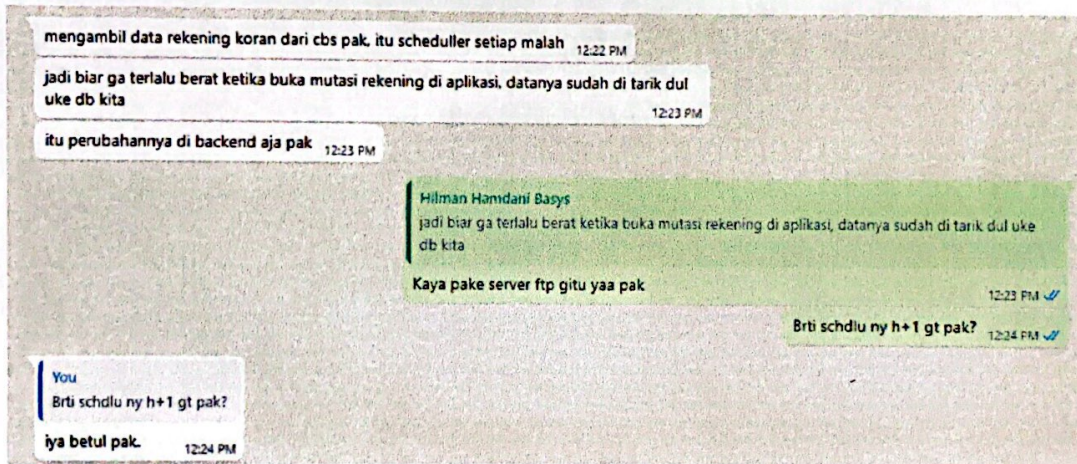 mengambil data rekening koran dari cbs pak, itu scheduller setiap malah 12:22 PM
jadi biar ga terlalu berat ketika buka mutasi rekening di aplikasi, datanya sudah di tarik dul
uke db kita
12:23 PM
itu perubahannya di backend aja pak 12:23 PM
Hilman Hamdani Basys
jadi biar ga terlalu berat ketika buka mutasi rekening di aplikasi, datanya sudah di tarik dul uke
db kita
Kaya pake server ftp gitu yaa pak
12:23 PM
Brti schdlu ny h+1 gt pak? 12:24 PM
You
Brti schdlu ny h+1 gt pak?
iya betul pak. 12:24 PM